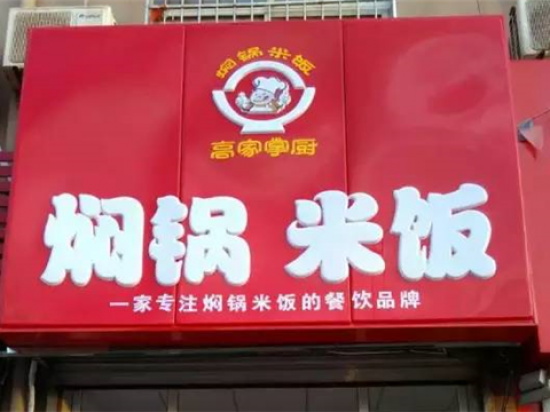 焖锅米饭
高家掌厨
焖锅 米饭
一家专注焖锅米饭的餐饮品牌